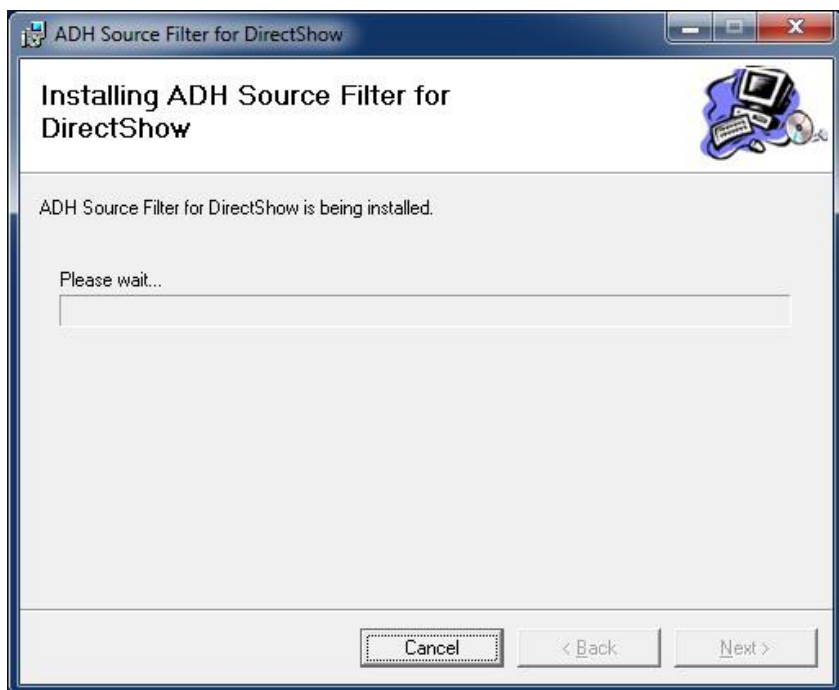 ADH Source Filter for DirectShow
Installing ADH Source Filter for
DirectShow
ADH Source Filter for DirectShow is being installed.
Please wait...
Cancel
< Back
Next >